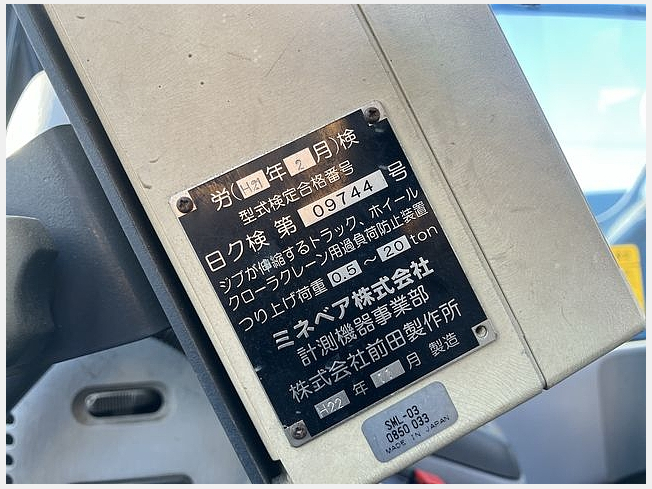 労(H21年2月)検
型式検定合格番号
日ク検 第 09744 号
ジブが伸縮するトラック、ホイール
クローラクレーン用過負荷防止装置
つり上げ荷重 0.5 ～ 20 ton
ミネベア株式会社
計測機器事業部
株式会社前田製作所
H22 年 11 月 製造
SML-03
0850 033
MADE IN JAPAN